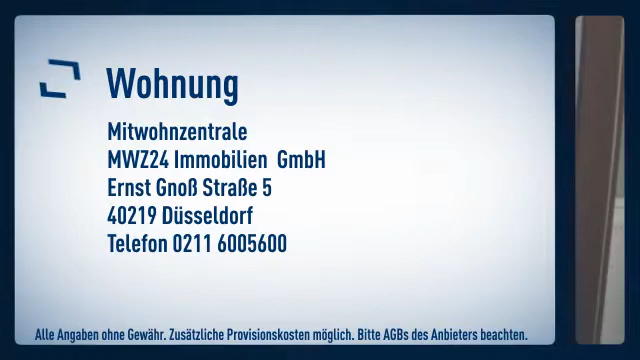 Wohnung
Mitwohnzentrale
MWZ24 Immobilien GmbH
Ernst Gnoß Straße 5
40219 Düsseldorf
Telefon 0211 6005600
Alle Angaben ohne Gewähr. Zusätzliche Provisionskosten möglich. Bitte AGBs des Anbieters beachten.